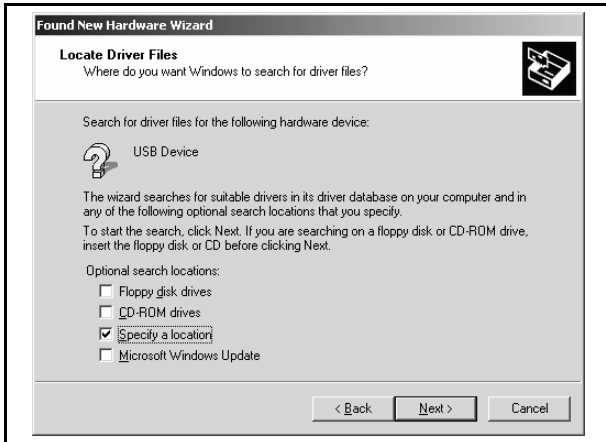 Found New Hardware Wizard
Locate Driver Files
Where do you want Windows to search for driver files?
Search for driver files for the following hardware device:
USB Device
The wizard searches for suitable drivers in its driver database on your computer and in
any of the following optional search locations that you specify.
To start the search, click Next. If you are searching on a floppy disk or CD-ROM drive,
insert the floppy disk or CD before clicking Next.
Optional search locations:
Floppy disk drives
CD-ROM drives
Specify a location
Microsoft Windows Update
< Back
Next >
Cancel